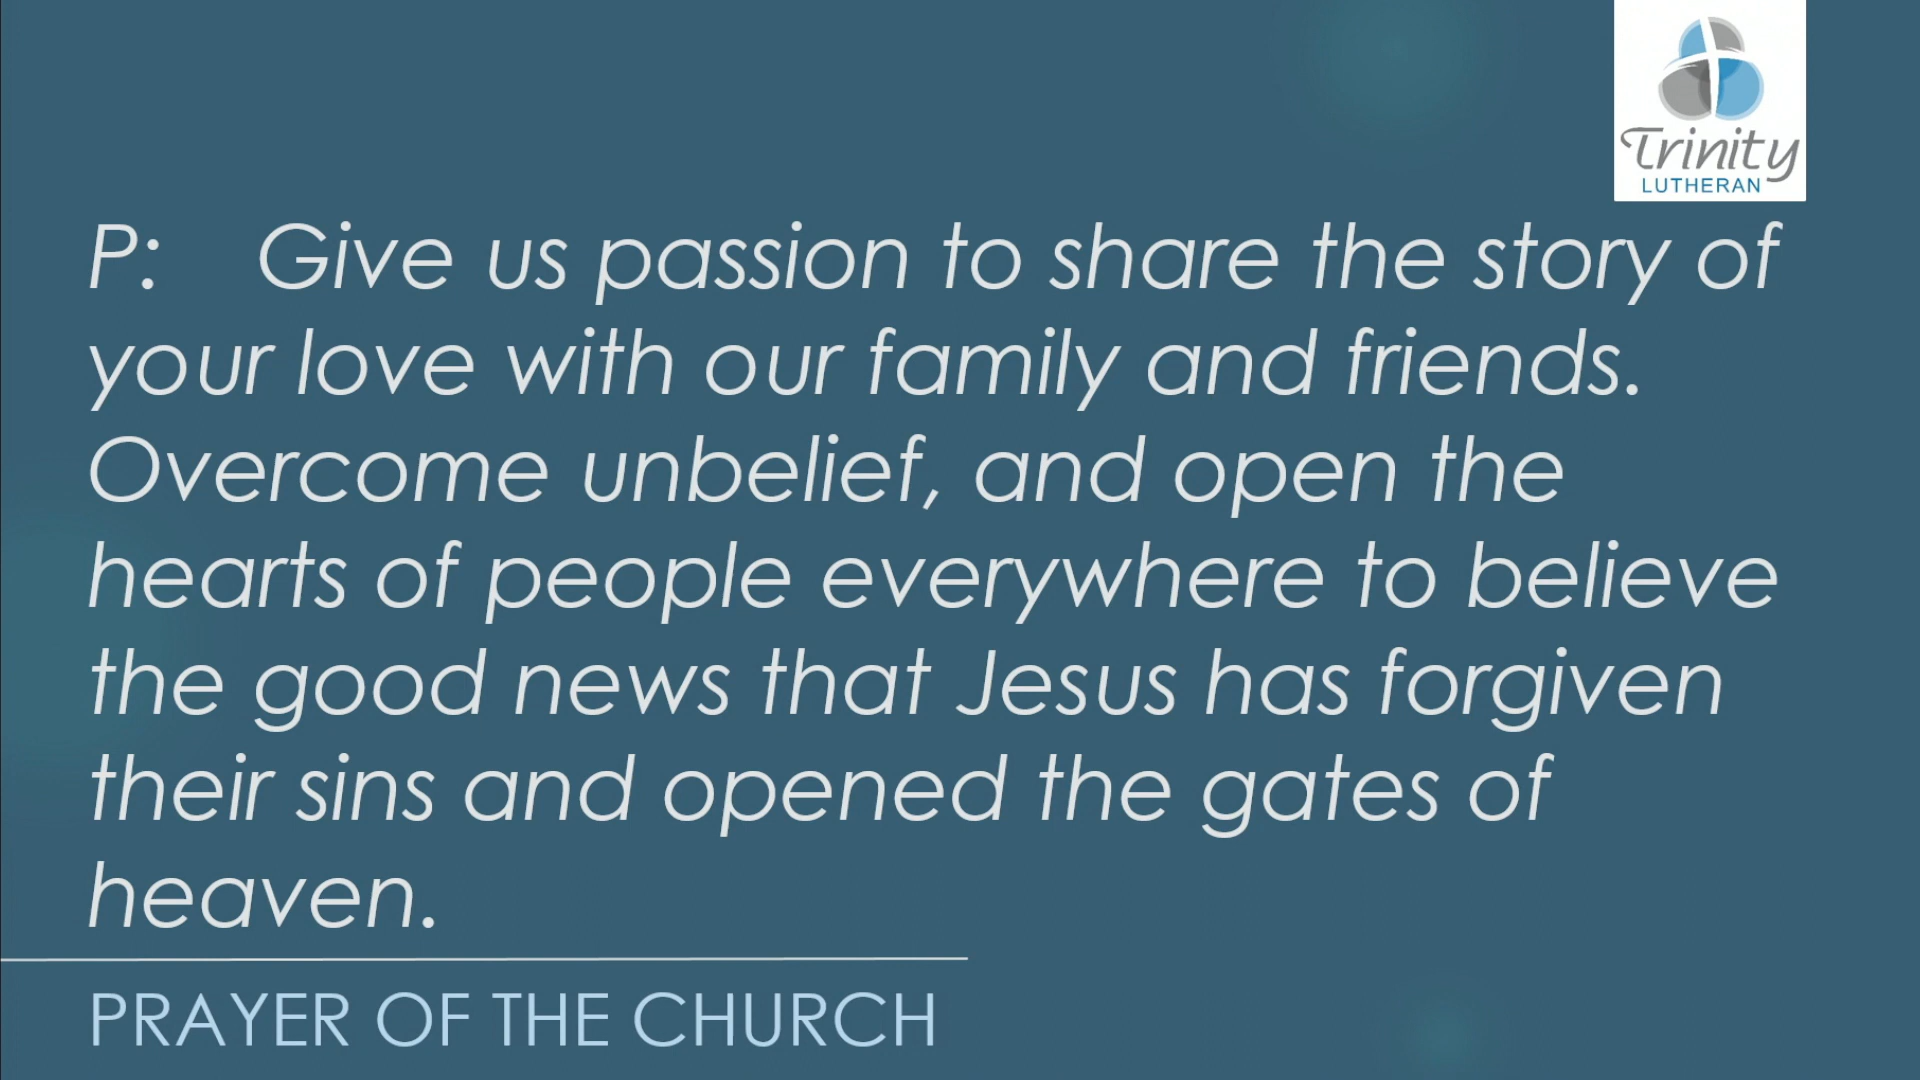 Trinity
LUTHERAN
P: Give us passion to share the story of
your love with our family and friends.
Overcome unbelief, and open the
hearts of people everywhere to believe
the good news that Jesus has forgiven
their sins and opened the gates of
heaven.
PRAYER OF THE CHURCH